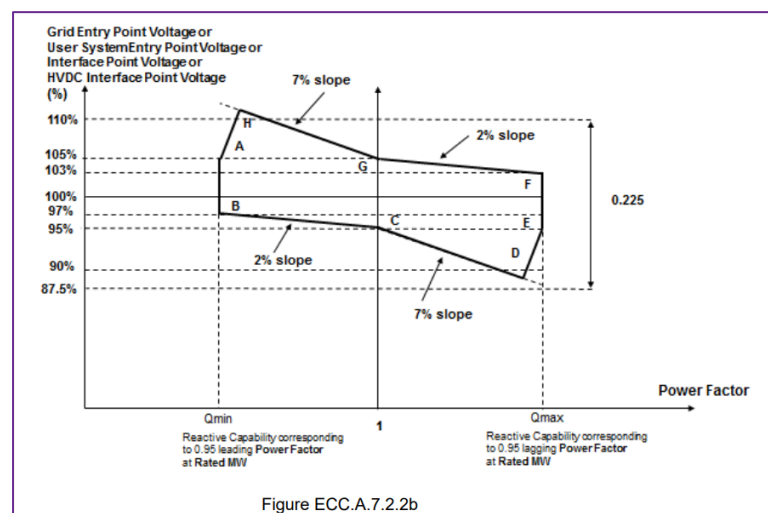 Grid Entry Point Voltage or
User SystemEntry Point Voltage or
Interface Point Voltage or
HVDC Interface Point Voltage
(%)
7% slope
110%
H
2% slope
A
105%
G
103%
F
100%
0.225
97%
B
C
E
95%
D
2% slope
90%
87.5%
7% slope
Power Factor
Qmin
1
Qmax
Reactive Capability corresponding
to 0.95 leading Power Factor
at Rated MW
Reactive Capability corresponding
to 0.95 lagging Power Factor
at Rated MW
Figure ECC.A.7.2.2b